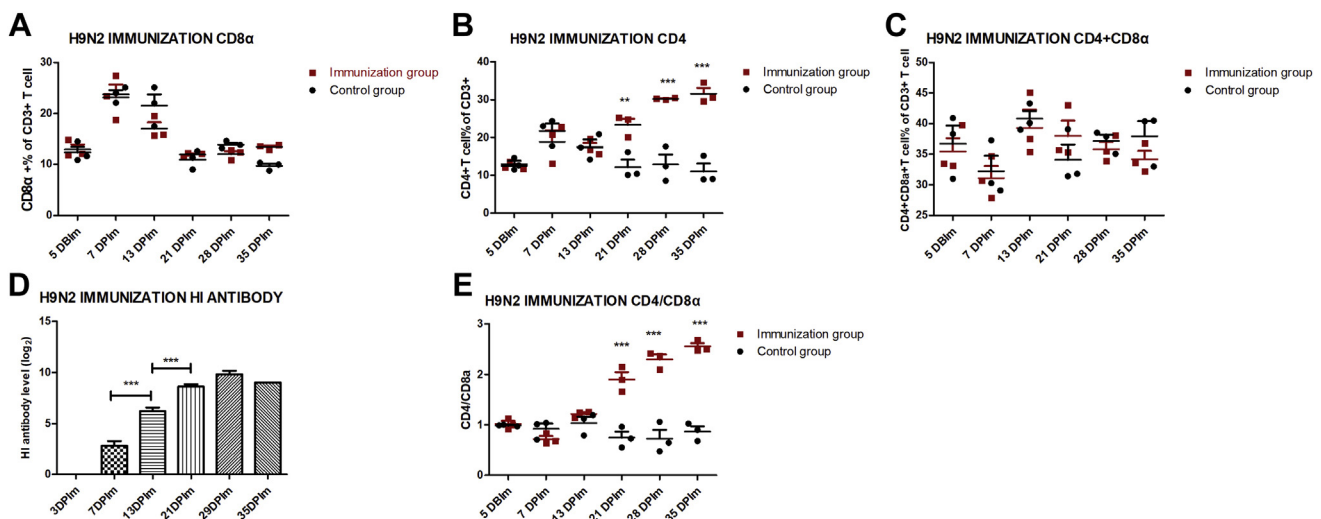 A
H9N2 IMMUNIZATION CD8α
CD8α +% of CD3+ T cell
30
20
10
0
5 DBIm
7 DPIm
13 DPIm
21 DPIm
28 DPIm
35 DPIm
Immunization group
Control group
B
H9N2 IMMUNIZATION CD4
CD4+ T cell% of CD3+
40
30
20
10
0
**
***
***
5 DBIm
7 DPIm
13 DPIm
21 DPIm
28 DPIm
35 DPIm
Immunization group
Control group
C
H9N2 IMMUNIZATION CD4+CD8α
CD4+CD8a+T cell% of CD3+ T cell
50
45
40
35
30
25
5 DBIm
7 DPIm
13 DPIm
21 DPIm
28 DPIm
35 DPIm
Immunization group
Control group
D
H9N2 IMMUNIZATION HI ANTIBODY
HI antibody level (log2)
15
10
5
0
***
***
3DPIm
7DPIm
13DPIm
21DPIm
29DPIm
35DPIm
E
H9N2 IMMUNIZATION CD4/CD8α
CD4/CD8a
3
2
1
0
***
***
***
5 DBIm
7 DPIm
13 DPIm
21 DPIm
28 DPIm
35 DPIm
Immunization group
Control group